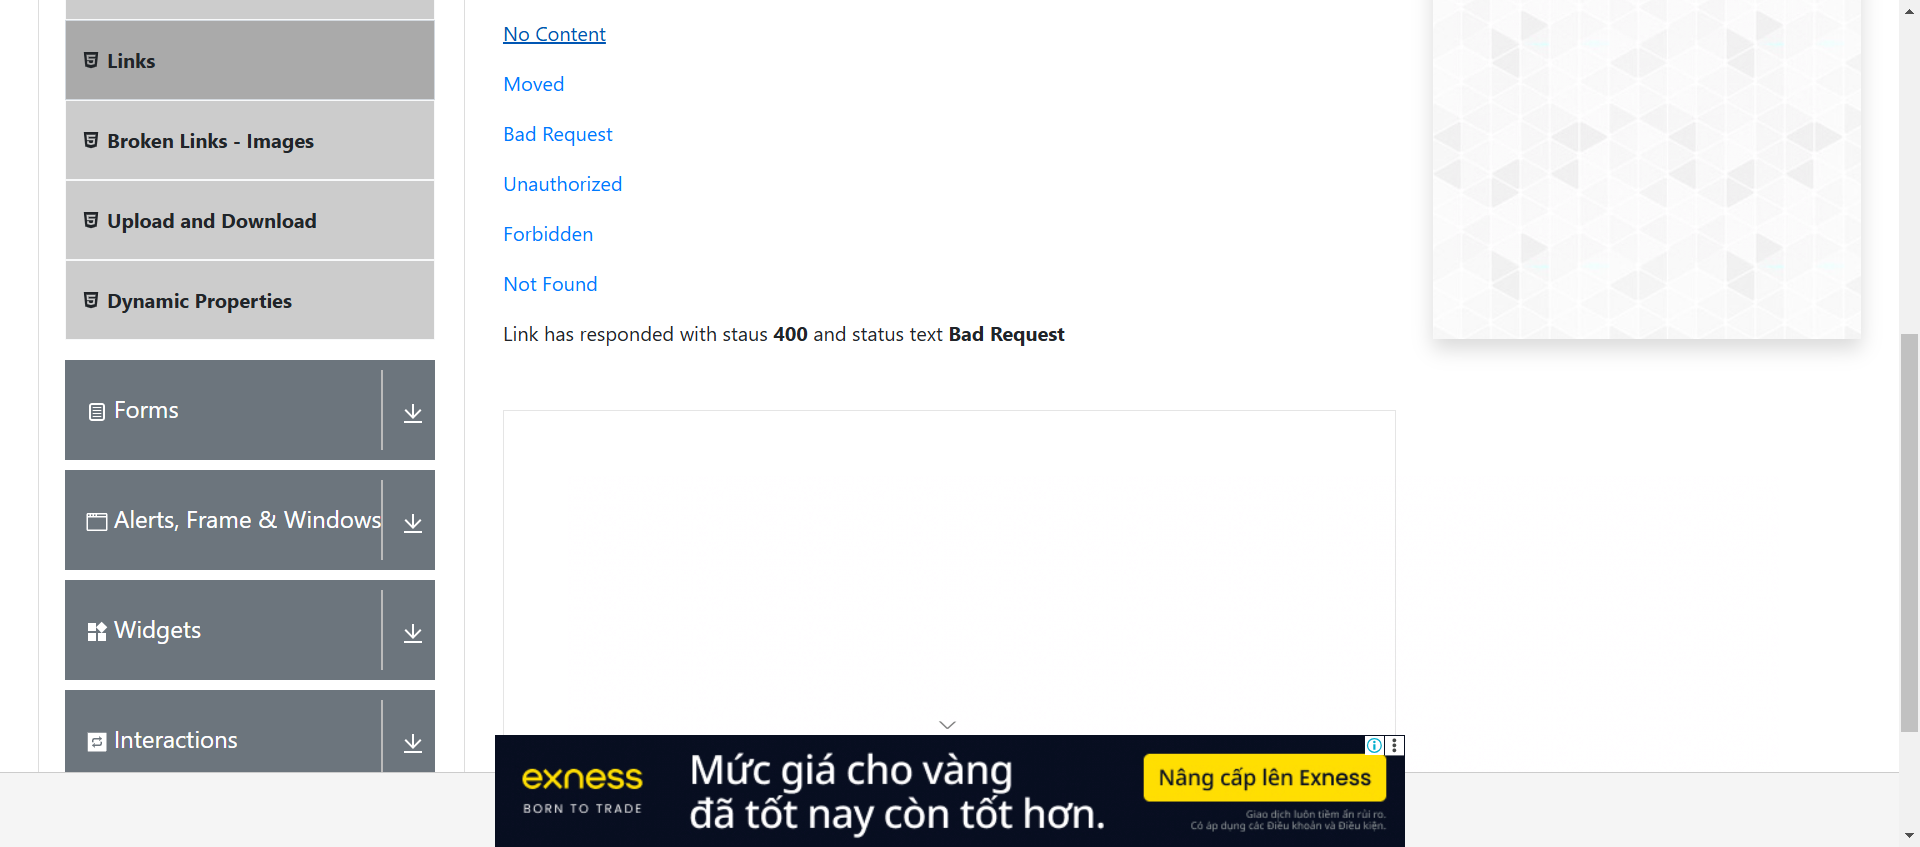 Links
Broken Links - Images
Upload and Download
Dynamic Properties
Forms
Alerts, Frame & Windows
Widgets
Interactions
No Content
Moved
Bad Request
Unauthorized
Forbidden
Not Found
Link has responded with staus 400 and status text Bad Request
exness
BORN TO TRADE
Mức giá cho vàng
đã tốt nay còn tốt hơn.
Nâng cấp lên Exness
Giao dịch luôn tiềm ẩn rủi ro.
Có áp dụng các Điều khoản và Điều kiện.